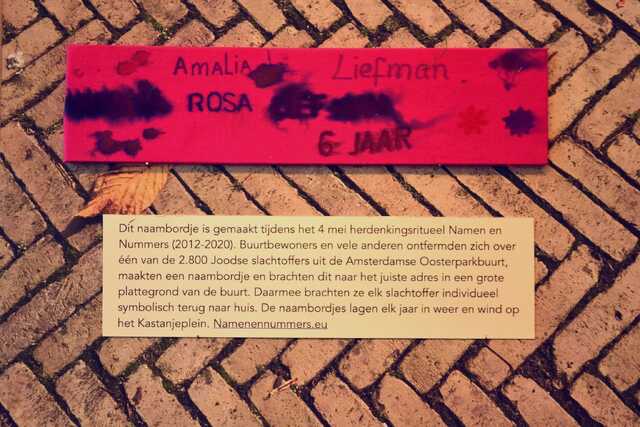 AMALIA Liefman
ROSA
6 JAAR
Dit naambordje is gemaakt tijdens het 4 mei herdenkingsritueel Namen en
Nummers (2012-2020). Buurtbewoners en vele anderen ontfermden zich over
één van de 2.800 Joodse slachtoffers uit de Amsterdamse Oosterparkbuurt,
maakten een naambordje en brachten dit naar het juiste adres in een grote
plattegrond van de buurt. Daarmee brachten ze elk slachtoffer individueel
symbolisch terug naar huis. De naambordjes lagen elk jaar in weer en wind op
het Kastanjeplein. Namenennummers.eu